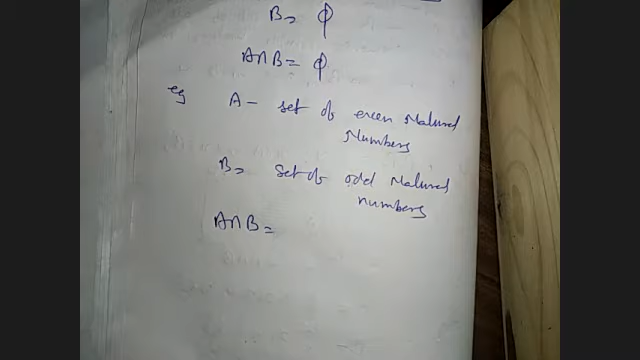 B = ϕ
A∩B = ϕ
eg A - set of even Natural
Numbers
B = set of odd Natural
numbers
A∩B =